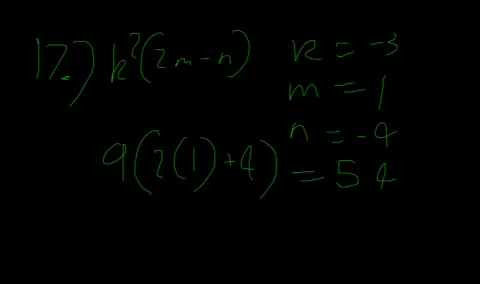 17.) k²(2m-n) k = -3
m = 1
n = -4
9(2(1)+4) = 54